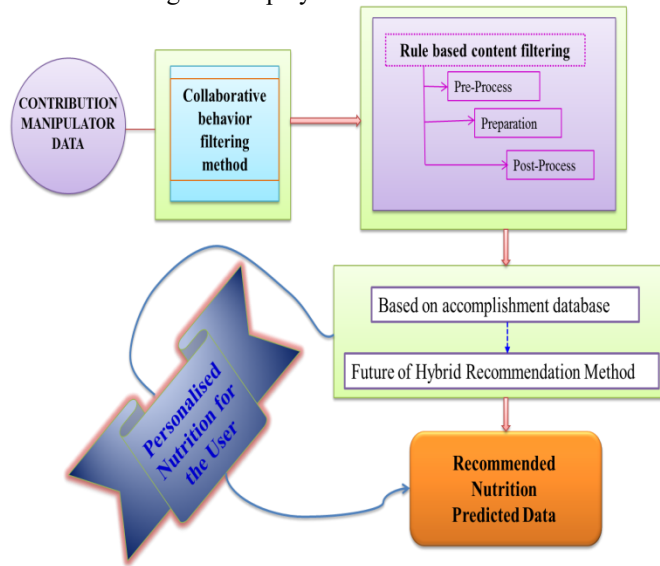 CONTRIBUTION
MANIPULATOR
DATA
Collaborative
behavior
filtering
method
Rule based content filtering
Pre-Process
Preparation
Post-Process
Based on accomplishment database
Future of Hybrid Recommendation Method
Personalised
Nutrition for
the User
Recommended
Nutrition
Predicted Data